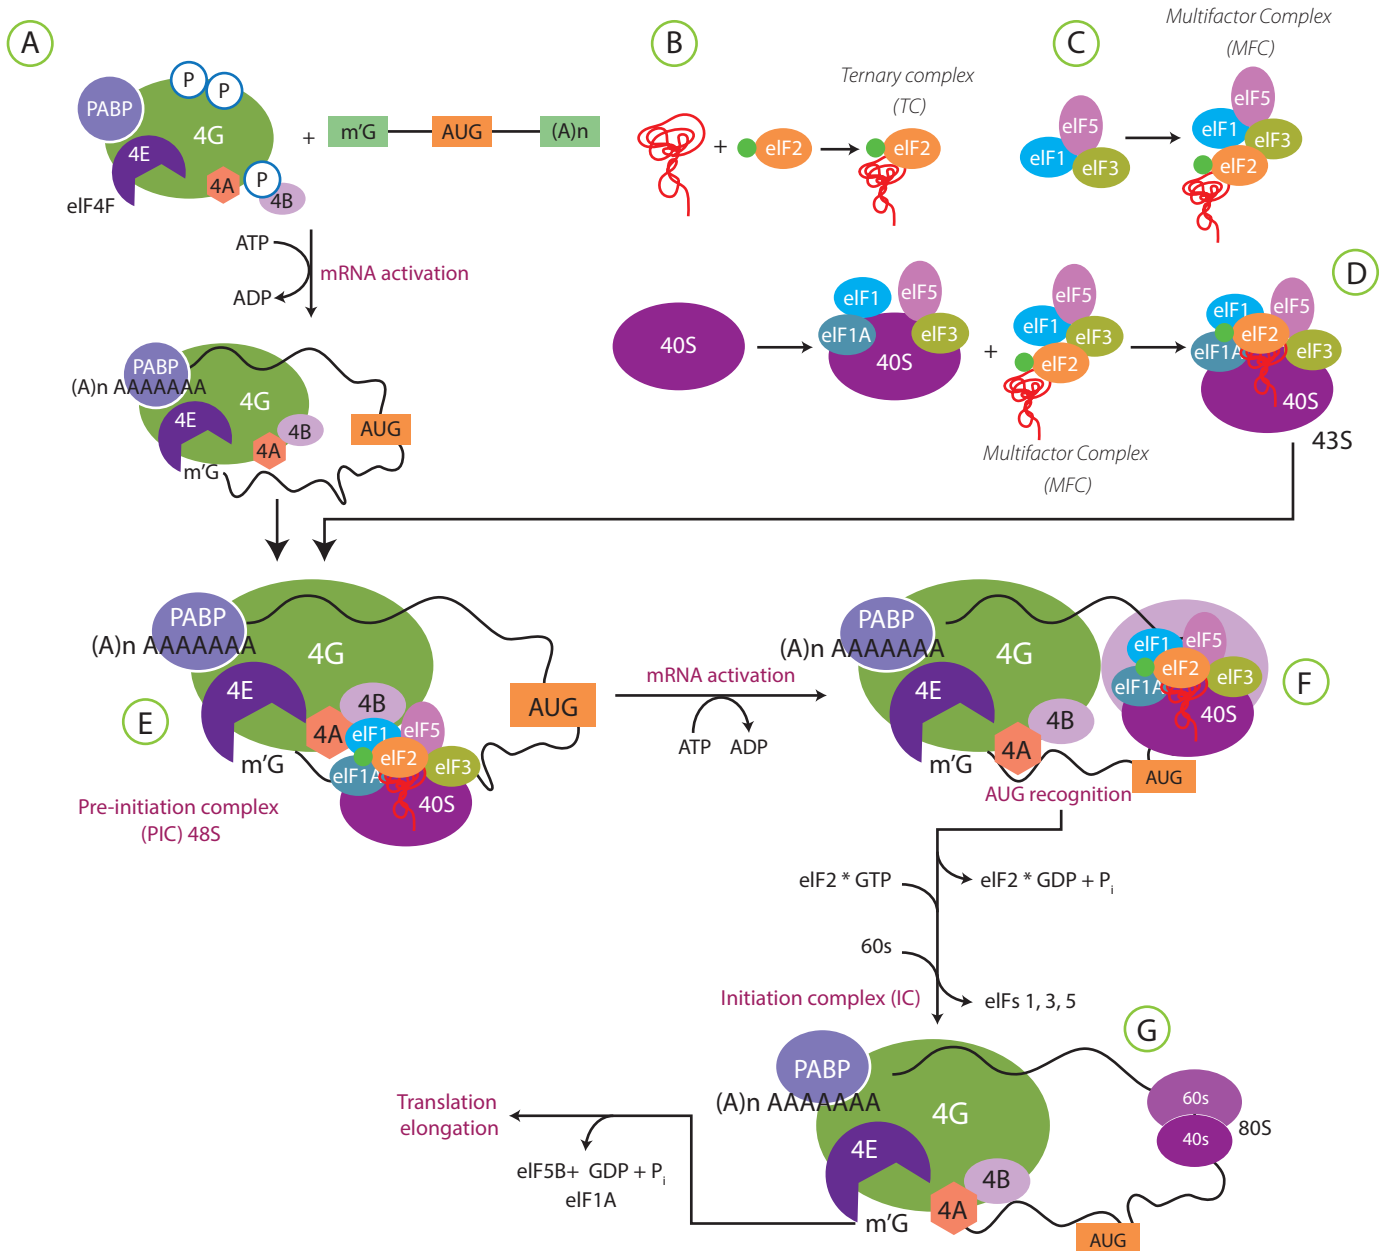 A
PABP
P
P
4G
4E
4A
P
4B
eIF4F
+
m'G
AUG
(A)n
ATP
ADP
mRNA activation
PABP
(A)n AAAAAAA
4G
4E
4B
4A
AUG
m'G
B
Ternary complex
(TC)
+
eIF2
eIF2
C
Multifactor Complex
(MFC)
eIF5
eIF1
eIF3
eIF5
eIF1
eIF3
eIF2
D
40S
eIF1
eIF5
eIF1A
eIF3
40S
+
eIF5
eIF1
eIF3
eIF2
Multifactor Complex
(MFC)
eIF1
eIF5
eIF2
eIF1A
eIF3
40S
43S
E
PABP
(A)n AAAAAAA
4G
4E
4B
4A
eIF1
eIF5
eIF2
eIF1A
eIF3
40S
m'G
AUG
Pre-initiation complex
(PIC) 48S
mRNA activation
ATP
ADP
F
PABP
(A)n AAAAAAA
4G
4E
4B
4A
m'G
eIF1
eIF5
eIF2
eIF1A
eIF3
40S
AUG
AUG recognition
eIF2 * GTP
eIF2 * GDP + Pi
60s
eIFs 1, 3, 5
Initiation complex (IC)
G
PABP
(A)n AAAAAAA
4G
4E
4B
4A
m'G
60s
40s
80S
AUG
Translation
elongation
eIF5B+ GDP + Pi
eIF1A